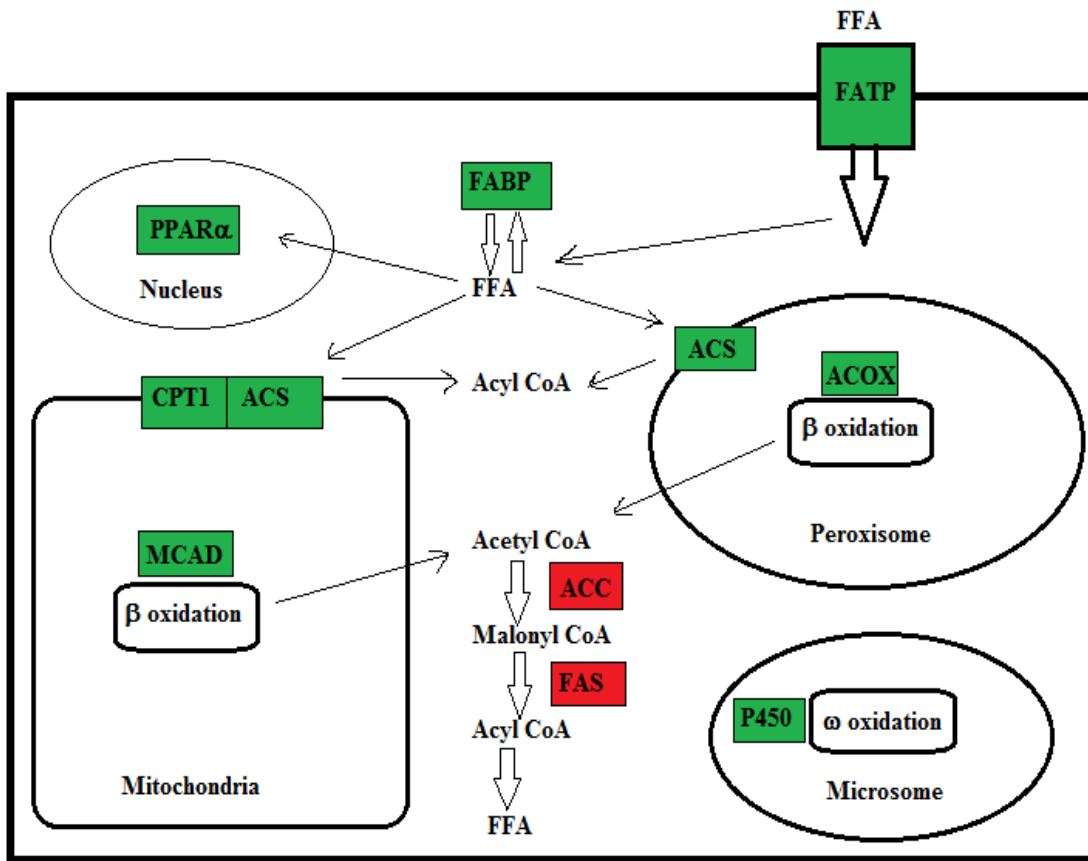 FFA
FATP
FABP
PPARα
Nucleus
FFA
ACS
ACOX
CPT1
ACS
Acyl CoA
β oxidation
Peroxisome
Acetyl CoA
MCAD
ACC
β oxidation
Malonyl CoA
FAS
P450
ω oxidation
Acyl CoA
Mitochondria
Microsome
FFA